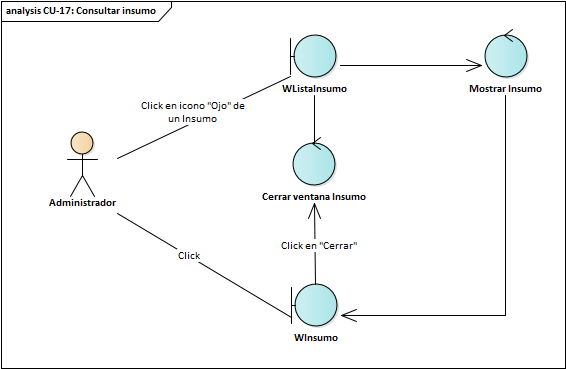 analysis CU-17: Consultar insumo
WListaInsumo
Mostrar Insumo
Click en icono "Ojo" de
un Insumo
Administrador
Cerrar ventana Insumo
Click en "Cerrar"
Click
WInsumo